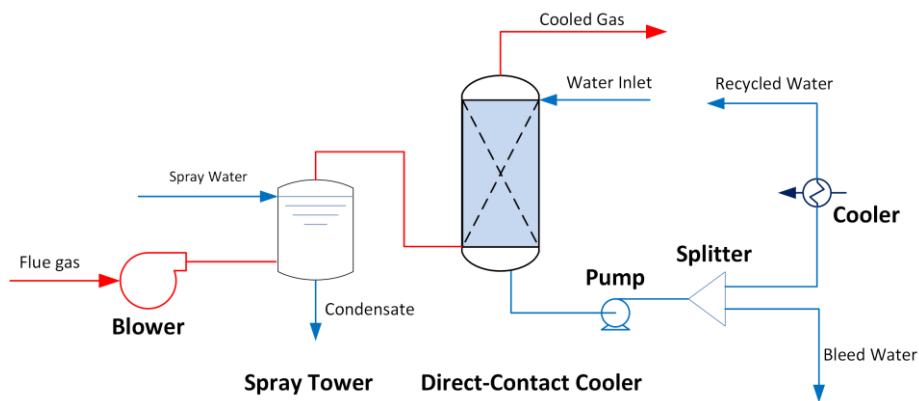 Cooled Gas
Water Inlet
Recycled Water
Spray Water
Cooler
Flue gas
Splitter
Pump
Condensate
Blower
Bleed Water
Spray Tower
Direct-Contact Cooler